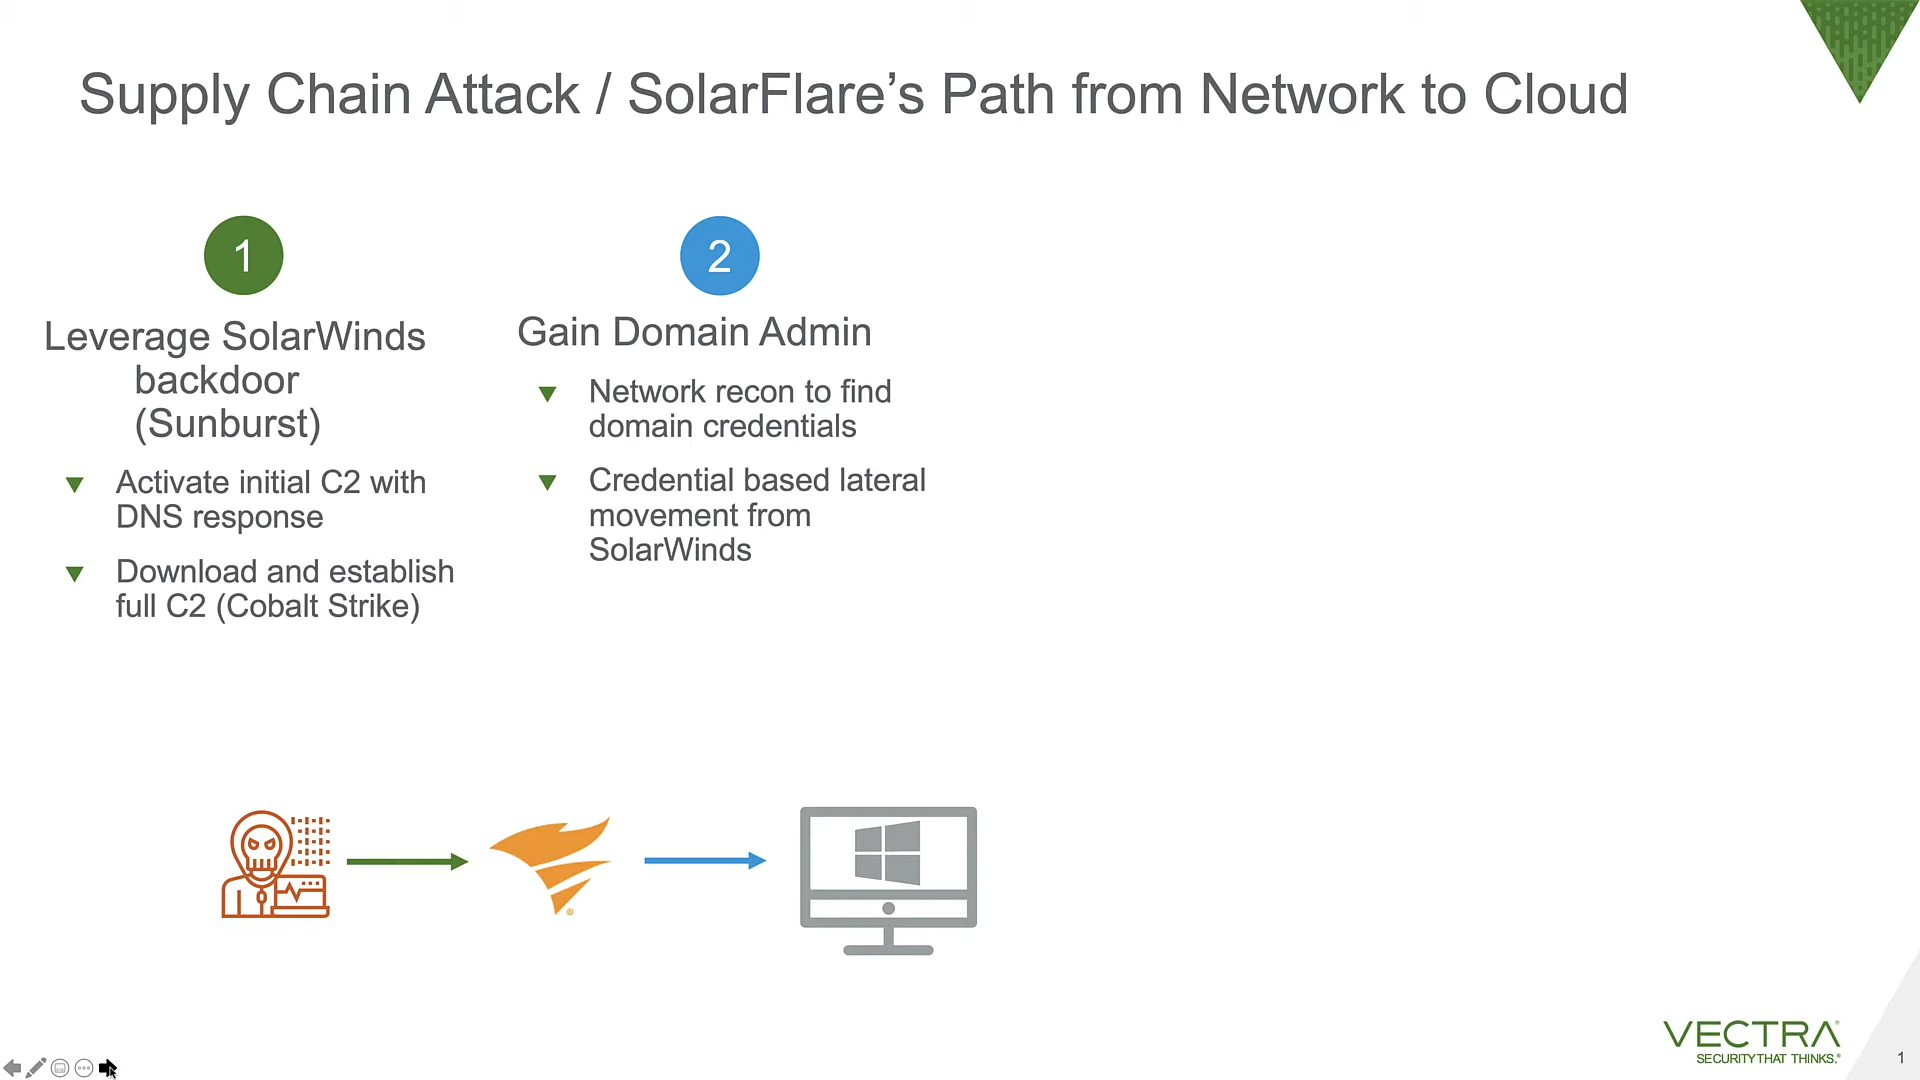 Supply Chain Attack / SolarFlare’s Path from Network to Cloud
1
Leverage SolarWinds
backdoor
(Sunburst)
Activate initial C2 with
DNS response
Download and establish
full C2 (Cobalt Strike)
2
Gain Domain Admin
Network recon to find
domain credentials
Credential based lateral
movement from
SolarWinds
VECTRA®
SECURITY THAT THINKS.®
1